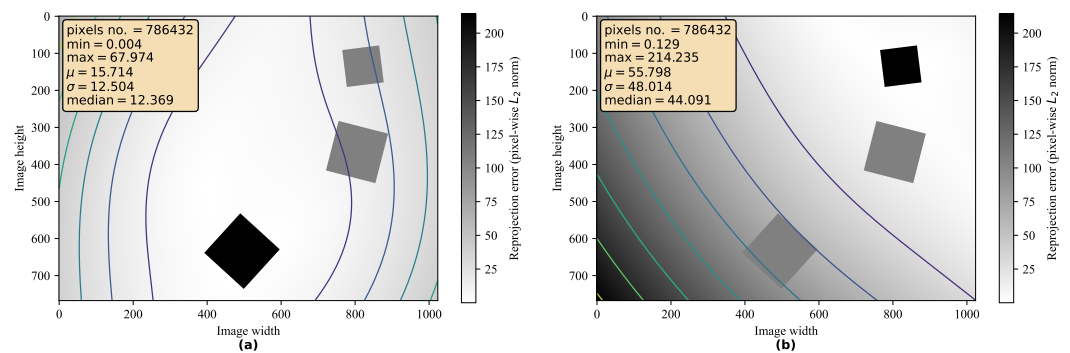 pixels no. = 786432
min = 0.004
max = 67.974
μ = 15.714
σ = 12.504
median = 12.369
0
100
200
300
400
500
600
700
Image height
0
200
400
600
800
1000
Image width
(a)
200
175
150
125
100
75
50
25
Reprojection error (pixel-wise L₂ norm)
pixels no. = 786432
min = 0.129
max = 214.235
μ = 55.798
σ = 48.014
median = 44.091
0
100
200
300
400
500
600
700
Image height
0
200
400
600
800
1000
Image width
(b)
200
175
150
125
100
75
50
25
Reprojection error (pixel-wise L₂ norm)